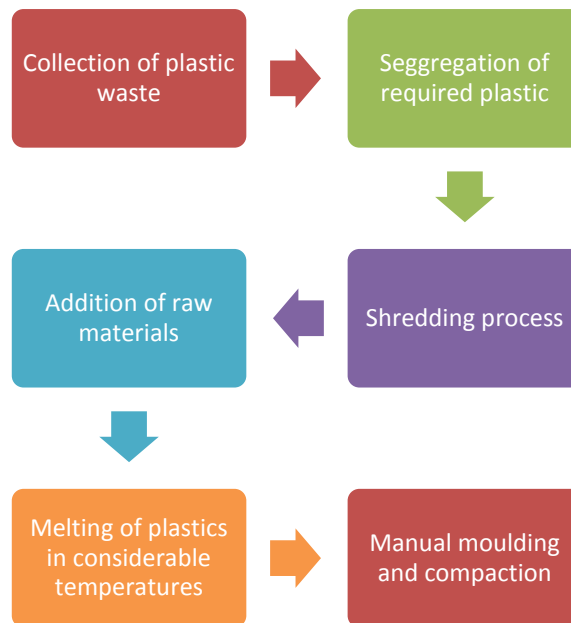 Collection of plastic
waste
Seggregation of
required plastic
Shredding process
Addition of raw
materials
Melting of plastics
in considerable
temperatures
Manual moulding
and compaction